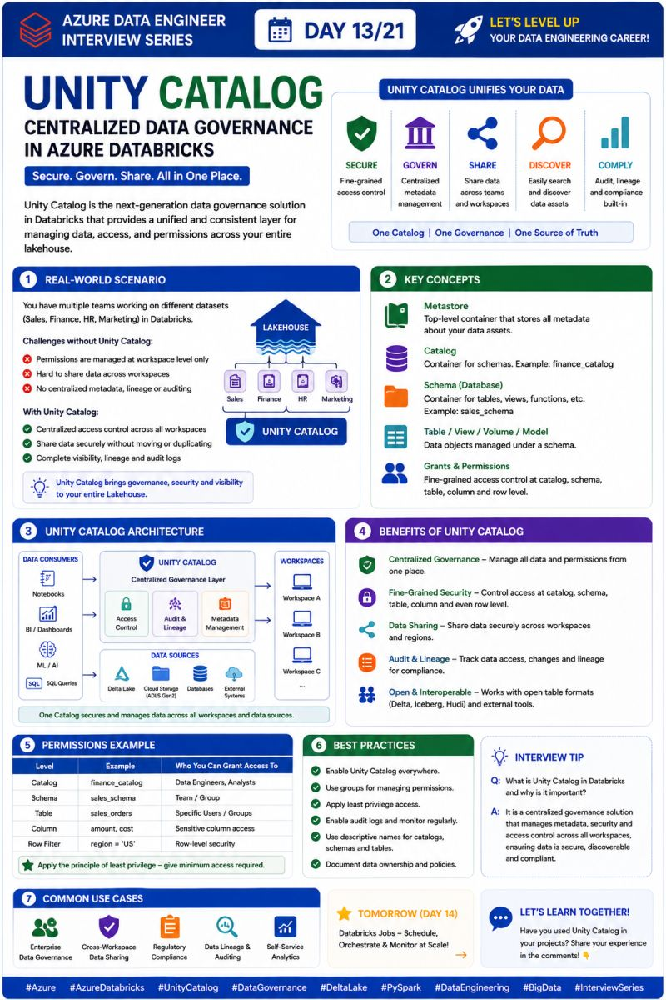 AZURE DATA ENGINEER
INTERVIEW SERIES
DAY 13/21
LET'S LEVEL UP
YOUR DATA ENGINEERING CAREER!
UNITY CATALOG
CENTRALIZED DATA GOVERNANCE
IN AZURE DATABRICKS
Secure. Govern. Share. All in One Place.
Unity Catalog is the next-generation data governance solution
in Databricks that provides a unified and consistent layer for
managing data, access, and permissions across your entire
lakehouse.
UNITY CATALOG UNIFIES YOUR DATA
SECURE
Fine-grained
access control
GOVERN
Centralized
metadata
management
SHARE
Share data
across teams
and workspaces
DISCOVER
Easily search
and discover
data assets
COMPLY
Audit, lineage
and compliance
built-in
One Catalog | One Governance | One Source of Truth
1 REAL-WORLD SCENARIO
You have multiple teams working on different datasets
(Sales, Finance, HR, Marketing) in Databricks.
Challenges without Unity Catalog:
Permissions are managed at workspace level only
Hard to share data across workspaces
No centralized metadata, lineage or auditing
With Unity Catalog:
Centralized access control across all workspaces
Share data securely without moving or duplicating
Complete visibility, lineage and audit logs
Unity Catalog brings governance, security and visibility
to your entire Lakehouse.
LAKEHOUSE
Sales
Finance
HR
Marketing
UNITY CATALOG
2 KEY CONCEPTS
Metastore
Top-level container that stores all metadata
about your data assets.
Catalog
Container for schemas. Example: finance_catalog
Schema (Database)
Container for tables, views, functions, etc.
Example: sales_schema
Table / View / Volume / Model
Data objects managed under a schema.
Grants & Permissions
Fine-grained access control at catalog, schema,
table, column and row level.
3 UNITY CATALOG ARCHITECTURE
DATA CONSUMERS
Notebooks
BI / Dashboards
ML / AI
SQL SQL Queries
UNITY CATALOG
Centralized Governance Layer
Access
Control
Audit &
Lineage
Metadata
Management
DATA SOURCES
Delta Lake
Cloud Storage
(ADLS Gen2)
Databases
External
Systems
WORKSPACES
Workspace A
Workspace B
Workspace C
...
One Catalog secures and manages data across all workspaces and data sources.
4 BENEFITS OF UNITY CATALOG
Centralized Governance – Manage all data and permissions from
one place.
Fine-Grained Security – Control access at catalog, schema,
table, column and even row level.
Data Sharing – Share data securely across workspaces
and regions.
Audit & Lineage – Track data access, changes and lineage
for compliance.
Open & Interoperable – Works with open table formats
(Delta, Iceberg, Hudi) and external tools.
5 PERMISSIONS EXAMPLE
Level Example Who You Can Grant Access To
Catalog finance_catalog Data Engineers, Analysts
Schema sales_schema Team / Group
Table sales_orders Specific Users / Groups
Column amount, cost Sensitive column access
Row Filter region = 'US' Row-level security
Apply the principle of least privilege – give minimum access required.
6 BEST PRACTICES
Enable Unity Catalog everywhere.
Use groups for managing permissions.
Apply least privilege access.
Enable audit logs and monitor regularly.
Use descriptive names for catalogs,
schemas and tables.
Document data ownership and policies.
INTERVIEW TIP
Q: What is Unity Catalog in Databricks
and why is it important?
A: It is a centralized governance solution
that manages metadata, security and
access control across all workspaces,
ensuring data is secure, discoverable
and compliant.
7 COMMON USE CASES
Enterprise
Data Governance
Cross-Workspace
Data Sharing
Regulatory
Compliance
Data Lineage &
Auditing
Self-Service
Analytics
TOMORROW (DAY 14)
Databricks Jobs – Schedule,
Orchestrate & Monitor at Scale!
LET'S LEARN TOGETHER!
Have you used Unity Catalog in
your projects? Share your experience
in the comments! 👇
#Azure #AzureDatabricks #UnityCatalog #DataGovernance #DeltaLake #PySpark #DataEngineering #BigData #InterviewSeries